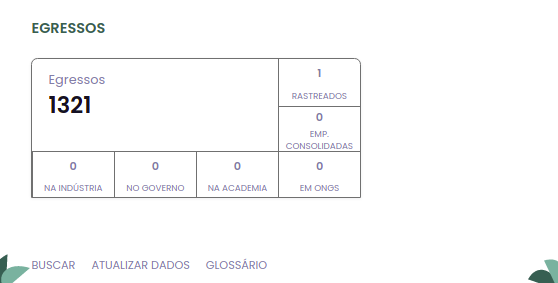 EGRESSOS
Egressos
1321
1
RASTREADOS
0
EMP.
CONSOLIDADAS
0
NA INDÚSTRIA
0
NO GOVERNO
0
NA ACADEMIA
0
EM ONGS
BUSCAR ATUALIZAR DADOS GLOSSÁRIO